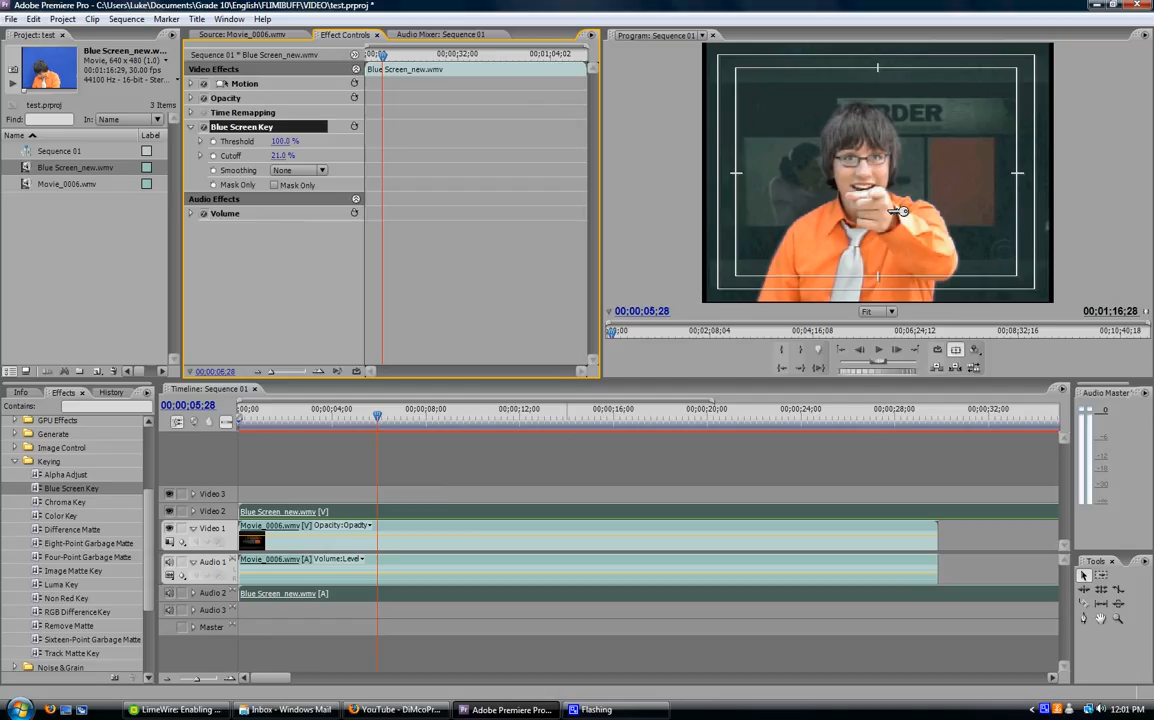 Adobe Premiere Pro - C:\Users\Luke\Documents\Grade 10\English\FLIMIBUFF\VIDEO\test.prproj *
File Edit Project Clip Sequence Marker Title Window Help
Project: test
Blue Screen_new.w...
Movie, 640 x 480 (1.0)
00;01;16;29, 30.00 fps
44100 Hz - 16-bit - Ster...
test.prproj 3 Items
Find: In: Name
Name Label
Sequence 01
Blue Screen_new.wmv
Movie_0006.wmv
Source: Movie_0006.wmv Effect Controls Audio Mixer: Sequence 01
Sequence 01 * Blue Screen_new.wmv
00;00;32;00 00;01;04;02
Video Effects
Blue Screen_new.wmv
Motion
Opacity
Time Remapping
Blue Screen Key
Threshold 100.0 %
Cutoff 21.0 %
Smoothing None
Mask Only Mask Only
Audio Effects
Volume
00;00;05;28
Program: Sequence 01
RDER
00;00;05;28 Fit 00;01;16;28
;00 00;02;08;04 00;04;16;08 00;06;24;12 00;08;32;16 00;10;40;18
Info Effects History
Contains:
GPU Effects
Generate
Image Control
Keying
Alpha Adjust
Blue Screen Key
Chroma Key
Color Key
Difference Matte
Eight-Point Garbage Matte
Four-Point Garbage Matte
Image Matte Key
Luma Key
Non Red Key
RGB Difference Key
Remove Matte
Sixteen-Point Garbage Matte
Track Matte Key
Noise & Grain
Timeline: Sequence 01
00;00;05;28
;00;00 00;00;04;00 00;00;08;00 00;00;12;00 00;00;16;00 00;00;20;00 00;00;24;00 00;00;28;00 00;00;32;00
Video 3
Video 2 Blue Screen_new.wmv [V]
Video 1 Movie_0006.wmv [V] Opacity:Opacity
Audio 1 Movie_0006.wmv [A] Volume:Level
Audio 2 Blue Screen_new.wmv [A]
Audio 3
Master
Audio Master
0
-6
-12
-18
-30
Tools
LimeWire: Enabling ... Inbox - Windows Mail YouTube - DiMcoPr... Adobe Premiere Pro... Flashing
12:01 PM